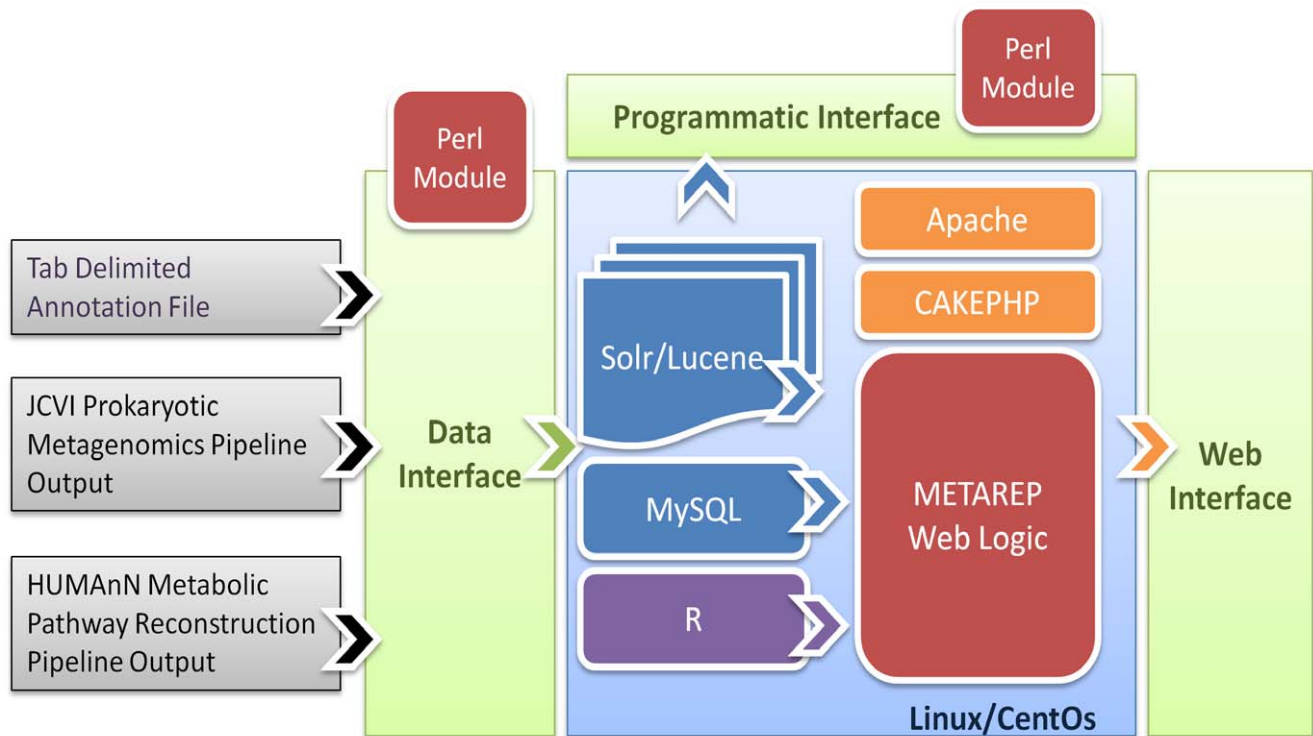 Perl
Module
Programmatic Interface
Perl
Module
Tab Delimited
Annotation File
JCVI Prokaryotic
Metagenomics Pipeline
Output
HUMAnN Metabolic
Pathway Reconstruction
Pipeline Output
Data
Interface
Solr/Lucene
MySQL
R
Apache
CAKEPHP
METAREP
Web Logic
Linux/CentOs
Web
Interface